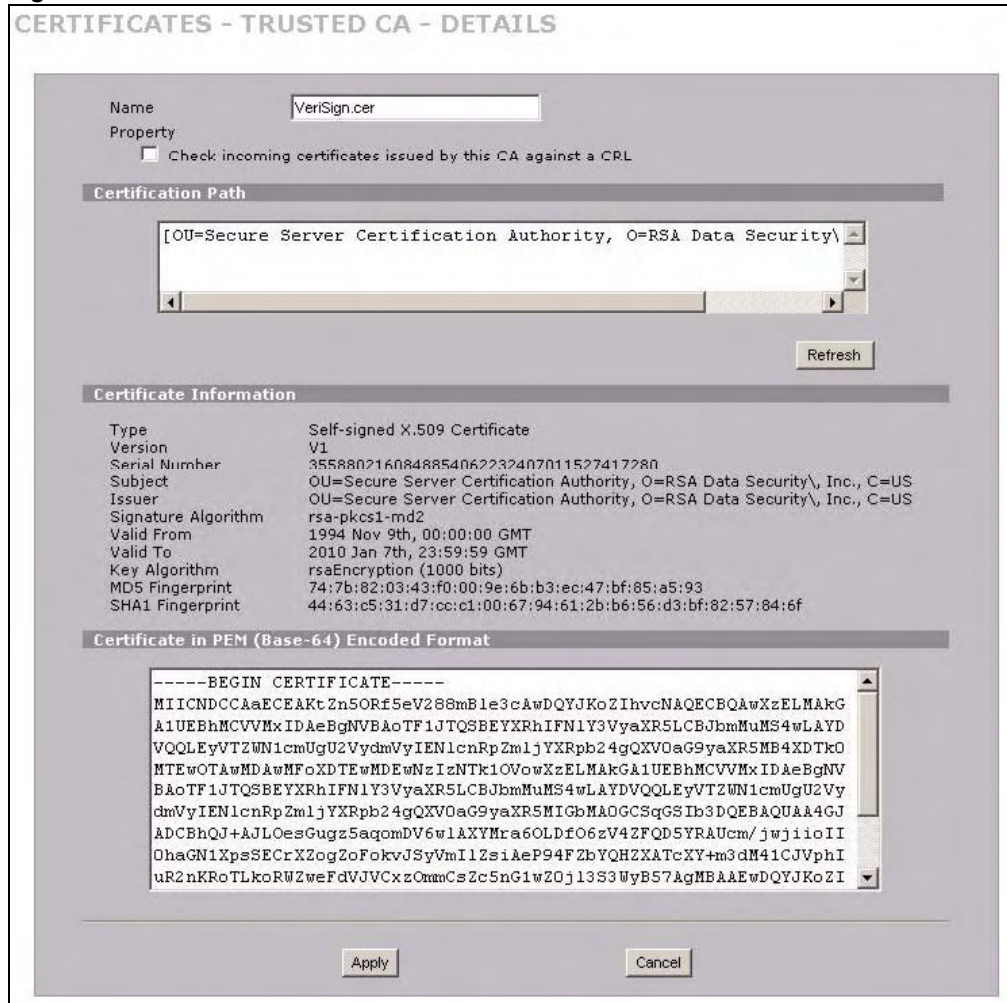 CERTIFICATES - TRUSTED CA - DETAILS
Name VeriSign.cer
Property
Check incoming certificates issued by this CA against a CRL
Certification Path
[OU=Secure Server Certification Authority, O=RSA Data Security\
Refresh
Certificate Information
Type Self-signed X.509 Certificate
Version V1
Serial Number 3558802160848854062232407011527417280
Subject OU=Secure Server Certification Authority, O=RSA Data Security\, Inc., C=US
Issuer OU=Secure Server Certification Authority, O=RSA Data Security\, Inc., C=US
Signature Algorithm rsa-pkcs1-md2
Valid From 1994 Nov 9th, 00:00:00 GMT
Valid To 2010 Jan 7th, 23:59:59 GMT
Key Algorithm rsaEncryption (1000 bits)
MD5 Fingerprint 74:7b:82:03:43:f0:00:9e:6b:b3:ec:47:bf:85:a5:93
SHA1 Fingerprint 44:63:c5:31:d7:cc:c1:00:67:94:61:2b:b6:56:d3:bf:82:57:84:6f
Certificate in PEM (Base-64) Encoded Format
-----BEGIN CERTIFICATE-----
MIICNDCCAaECEAKtZn5ORf5eV288mBle3cAwDQYJKoZIhvcNAQECBQAwXzELMAkG
A1UEBhMCVVMxIDAeBgNVBAoTF1JTQSBEYXRhIFNlY3VyaXR5LCBJbmMuMS4wLAYD
VQQLEyVTZWN1cmUgU2VydmVyIENlcnRpZmljYXRpb24gQXV0aG9yaXR5MB4XDTk0
MTEwOTAwMDAwMFoXDTEwMDEwNzIzNTk1OVowXzELMAkGA1UEBhMCVVMxIDAeBgNV
BAoTF1JTQSBEYXRhIFNlY3VyaXR5LCBJbmMuMS4wLAYDVQQLEyVTZWN1cmUgU2Vy
dmVyIENlcnRpZmljYXRpb24gQXV0aG9yaXR5MIGbMA0GCSqGSIb3DQEBAQUAA4GJ
ADCBhQJ+AJLOesGugz5aqomDV6wlAXYMra6OLDfO6zV4ZFQD5YRAUcm/jwjiioII
0haGN1XpsSECrXZogZoFokvJSyVmIlZsiAeP94FZbYQHZXATcXY+m3dM41CJVphI
uR2nKRoTLkoRWZweFdVJVCxzOmmCsZc5nG1wZ0jl3S3WyB57AgMBAAEwDQYJKoZI
Apply
Cancel